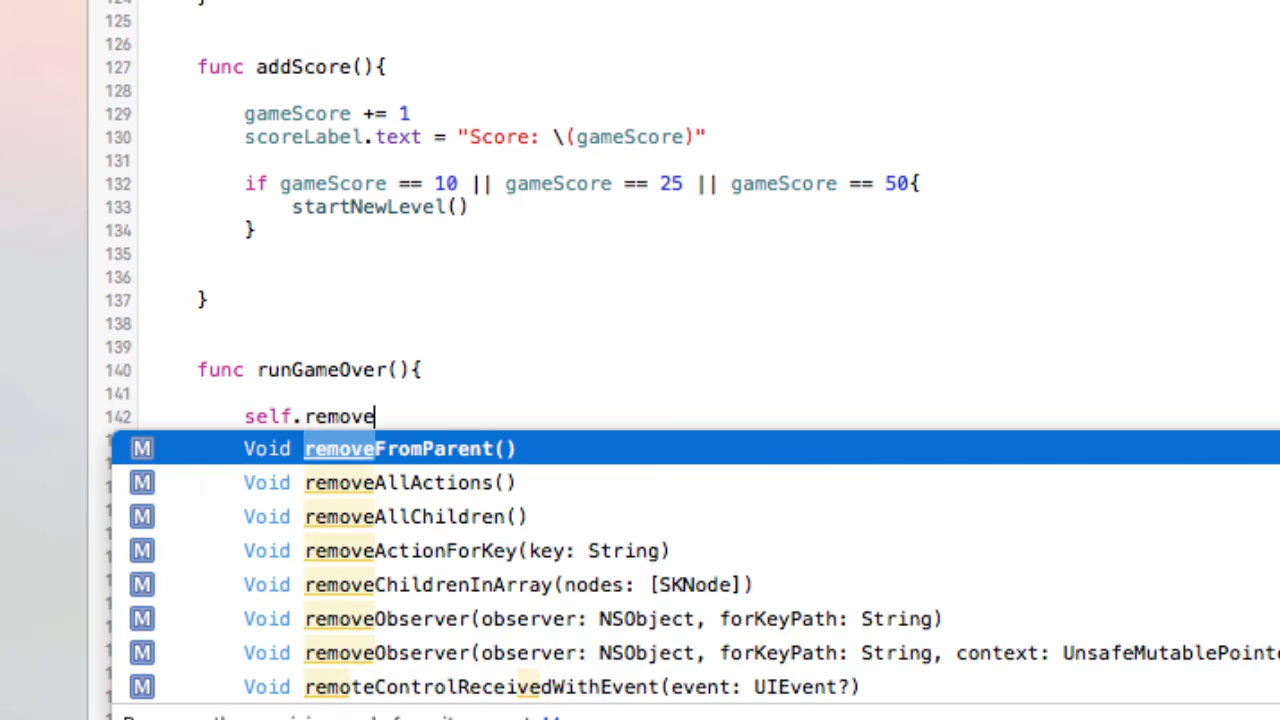 125
126
127 func addScore(){
128
129 gameScore += 1
130 scoreLabel.text = "Score: \(gameScore)"
131
132 if gameScore == 10 || gameScore == 25 || gameScore == 50{
133 startNewLevel()
134 }
135
136
137 }
138
139
140 func runGameOver(){
141
142 self.remove
M Void removeFromParent()
M Void removeAllActions()
M Void removeAllChildren()
M Void removeActionForKey(key: String)
M Void removeChildrenInArray(nodes: [SKNode])
M Void removeObserver(observer: NSObject, forKeyPath: String)
M Void removeObserver(observer: NSObject, forKeyPath: String, context: UnsafeMutablePointe
M Void remoteControlReceivedWithEvent(event: UIEvent?)